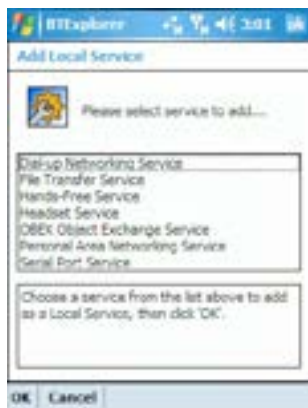 BTExplorer 3:01 ok
Add Local Service
Please select service to add....
Dial-up Networking Service
File Transfer Service
Hands-Free Service
Headset Service
OBEX Object Exchange Service
Personal Area Networking Service
Serial Port Service
Choose a service from the list above to add
as a Local Service, then click 'OK'.
OK Cancel